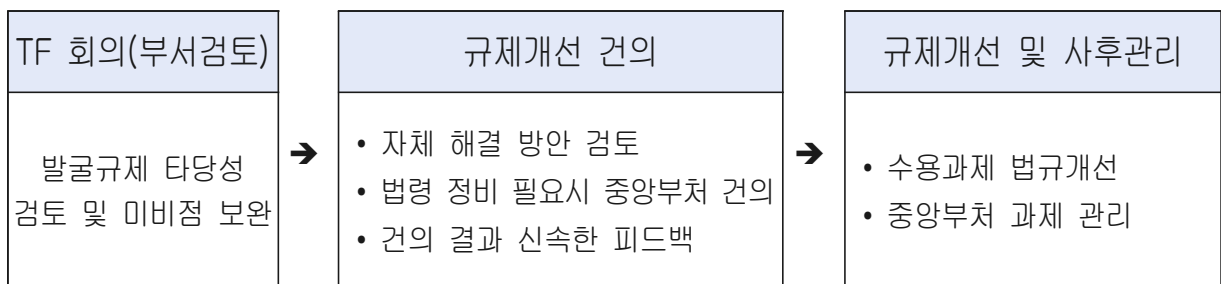 TF 회의(부서검토)
발굴규제 타당성
검토 및 미비점 보완
➔
규제개선 건의
• 자체 해결 방안 검토
• 법령 정비 필요시 중앙부처 건의
• 건의 결과 신속한 피드백
➔
규제개선 및 사후관리
• 수용과제 법규개선
• 중앙부처 과제 관리